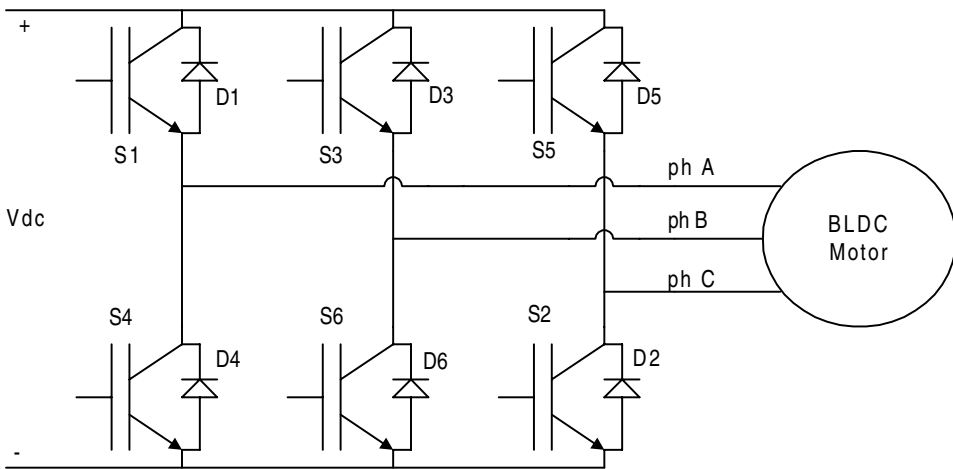 +
D1
D3
D5
S1
S3
S5
ph A
Vdc
ph B
BLDC
Motor
ph C
S4
S6
S2
D4
D6
D2
-